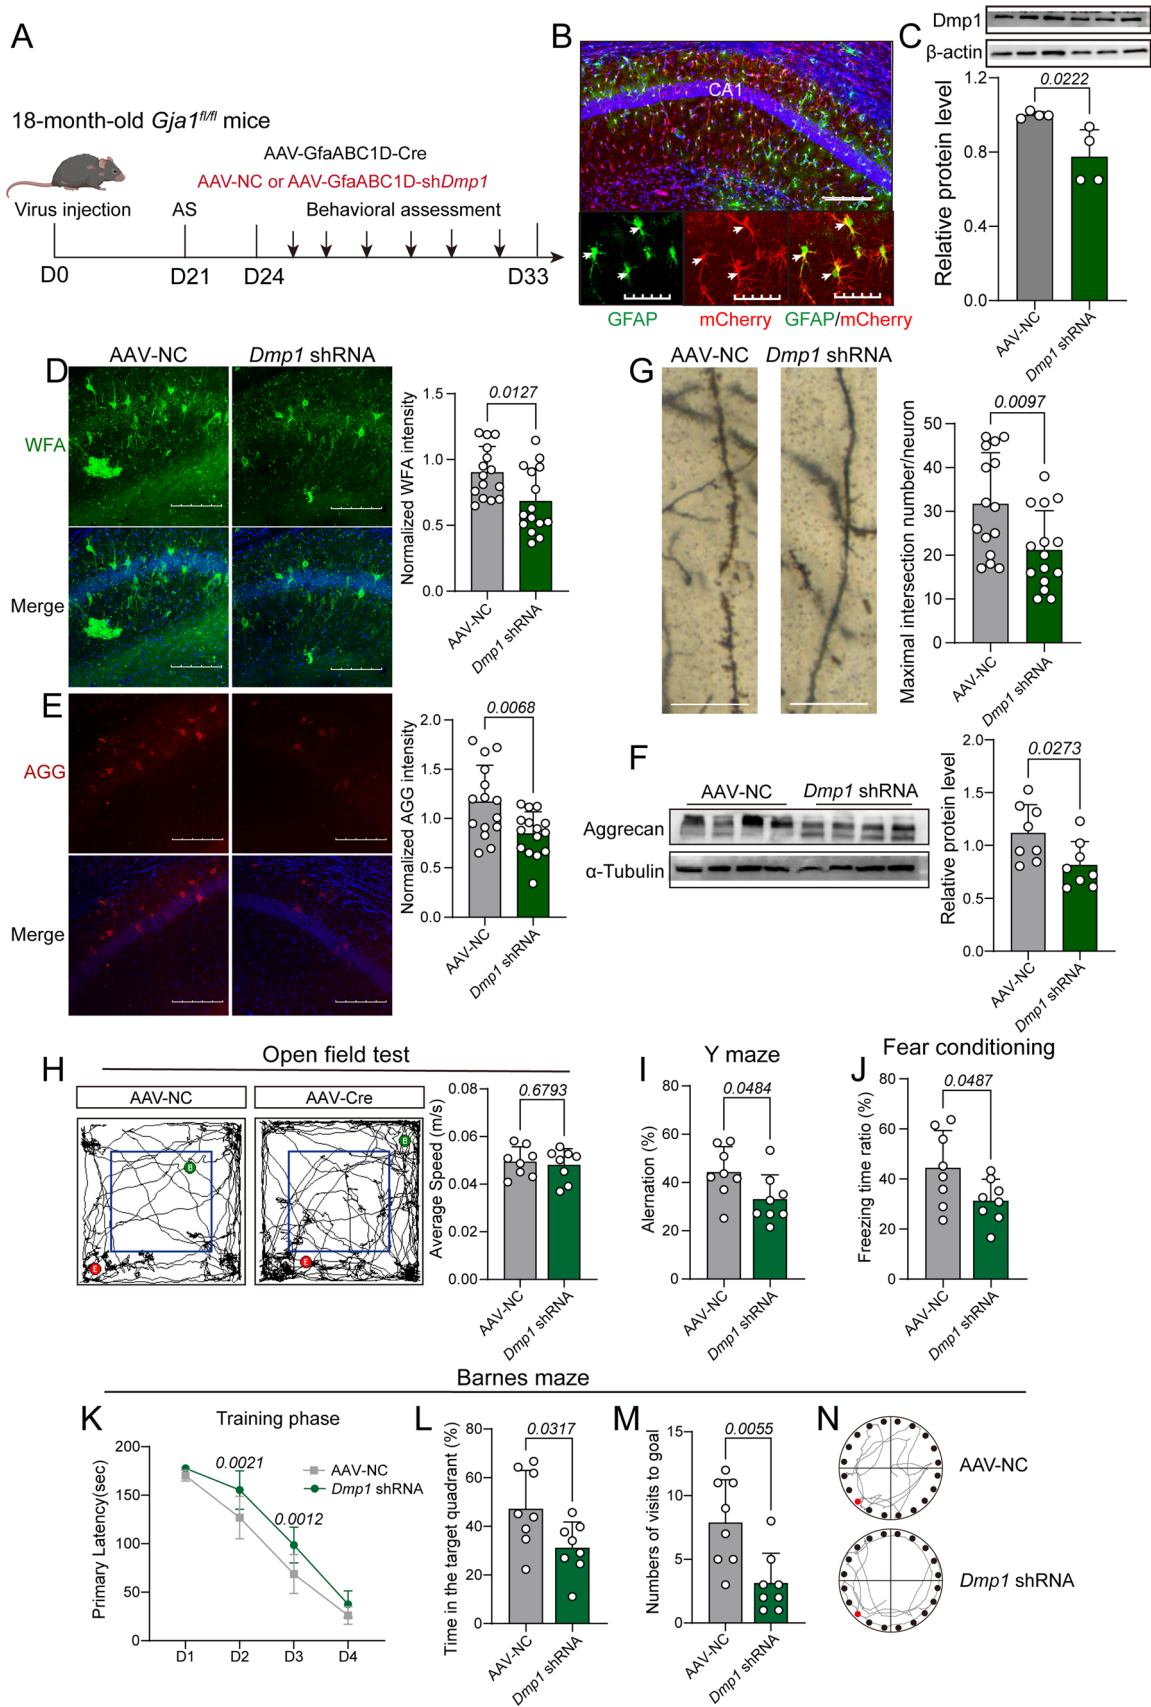 A
18-month-old Gja1fl/fl mice
AAV-GfaABC1D-Cre
AAV-NC or AAV-GfaABC1D-shDmp1
Virus injection
AS
Behavioral assessment
D0
D21
D24
D33
B
CA1
GFAP
mCherry
GFAP/mCherry
C
Dmp1
β-actin
Relative protein level
1.2
0.8
0.4
0.0
0.0222
AAV-NC
Dmp1 shRNA
D
AAV-NC
Dmp1 shRNA
WFA
Merge
Normalized WFA intensity
1.5
1.0
0.5
0.0
0.0127
AAV-NC
Dmp1 shRNA
E
AGG
Merge
Normalized AGG intensity
2.0
1.5
1.0
0.5
0.0
0.0068
AAV-NC
Dmp1 shRNA
G
AAV-NC
Dmp1 shRNA
Maximal intersection number/neuron
50
40
30
20
10
0
0.0097
AAV-NC
Dmp1 shRNA
F
AAV-NC
Dmp1 shRNA
Aggrecan
α-Tubulin
Relative protein level
2.0
1.5
1.0
0.5
0.0
0.0273
AAV-NC
Dmp1 shRNA
H
Open field test
AAV-NC
AAV-Cre
B
E
B
E
Average Speed (m/s)
0.08
0.06
0.04
0.02
0.00
0.6793
AAV-NC
Dmp1 shRNA
I
Y maze
Alernation (%)
80
60
40
20
0
0.0484
AAV-NC
Dmp1 shRNA
J
Fear conditioning
Freezing time ratio (%)
80
60
40
20
0
0.0487
AAV-NC
Dmp1 shRNA
Barnes maze
K
Training phase
Primary Latency(sec)
200
150
100
50
0
0.0021
0.0012
AAV-NC
Dmp1 shRNA
D1
D2
D3
D4
L
Time in the target quadrant (%)
80
60
40
20
0
0.0317
AAV-NC
Dmp1 shRNA
M
Numbers of visits to goal
15
10
5
0
0.0055
AAV-NC
Dmp1 shRNA
N
AAV-NC
Dmp1 shRNA